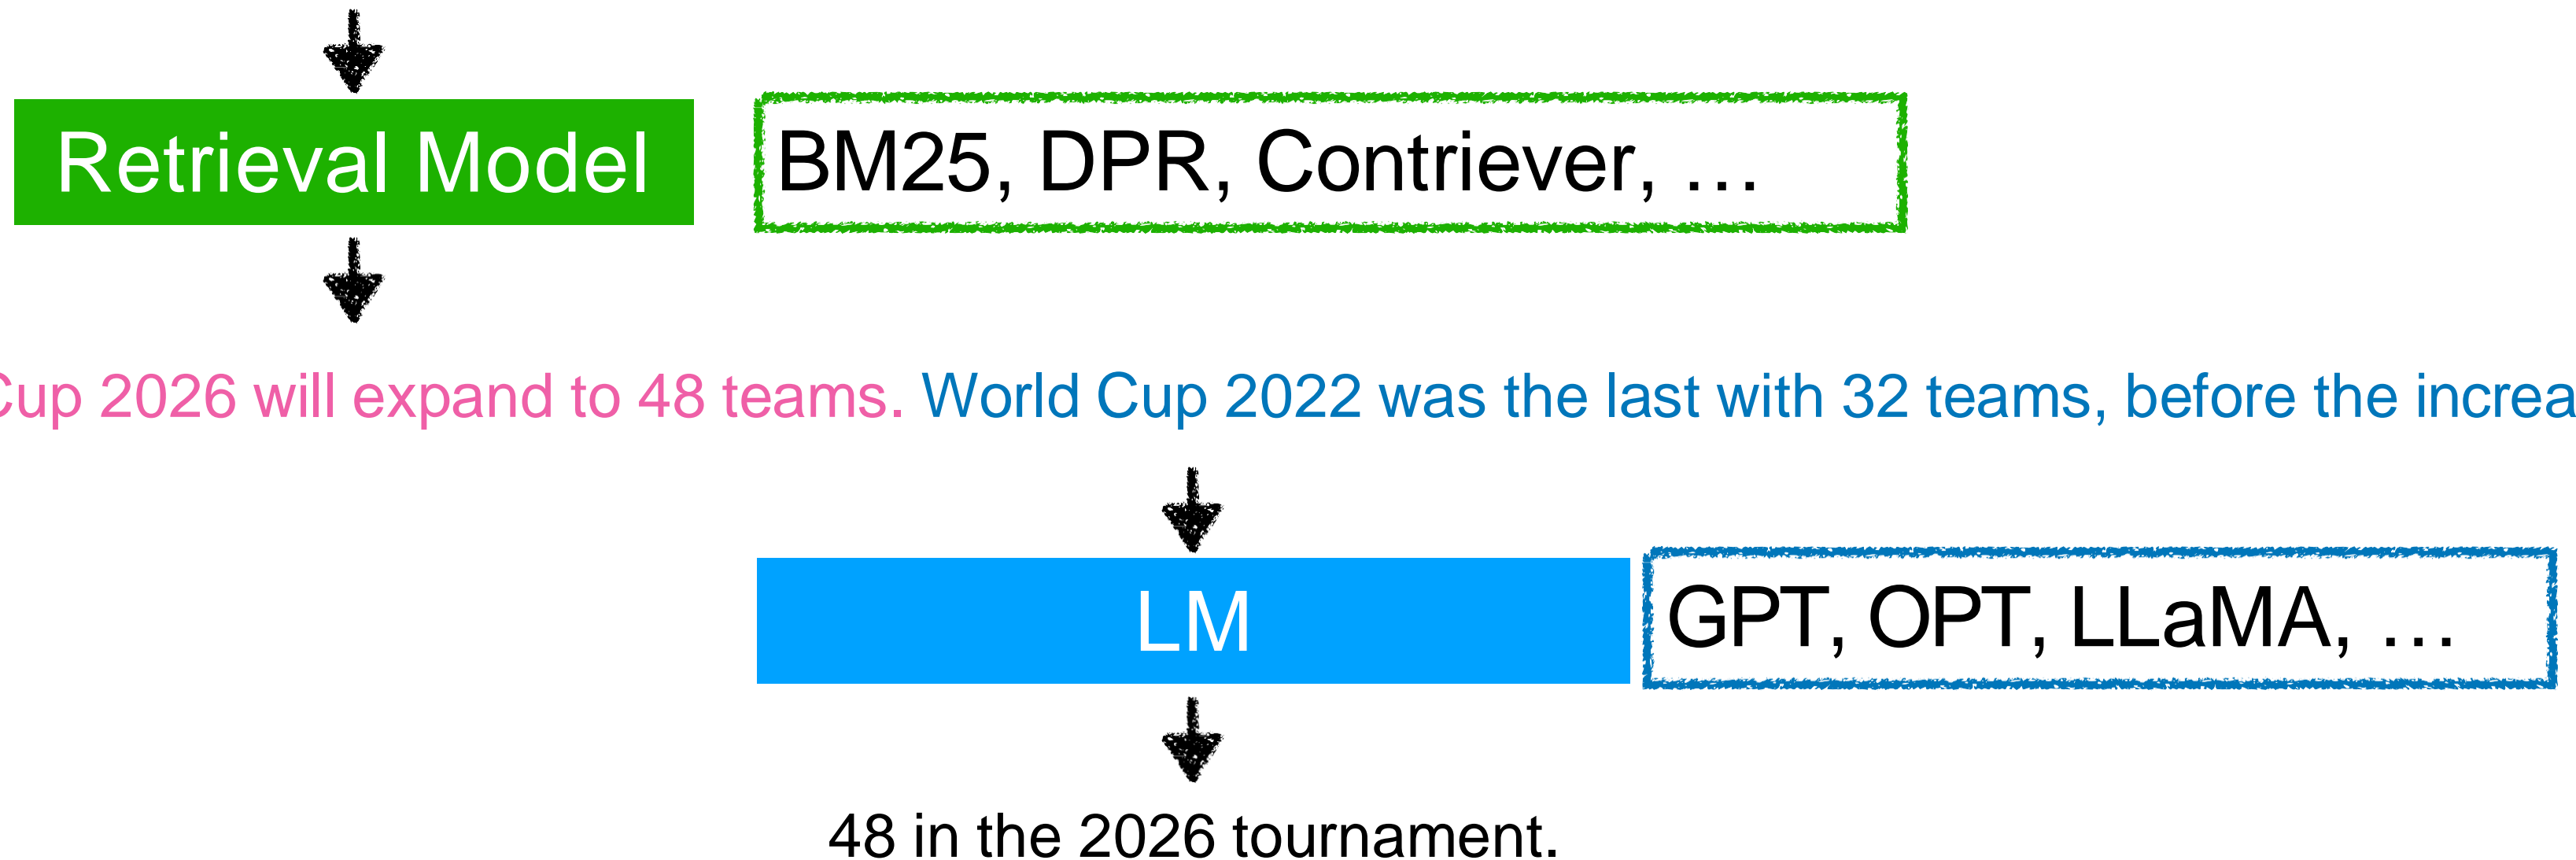 Retrieval Model
BM25, DPR, Contriever, …
Cup 2026 will expand to 48 teams. World Cup 2022 was the last with 32 teams, before the increa
LM
GPT, OPT, LLaMA, …
48 in the 2026 tournament.